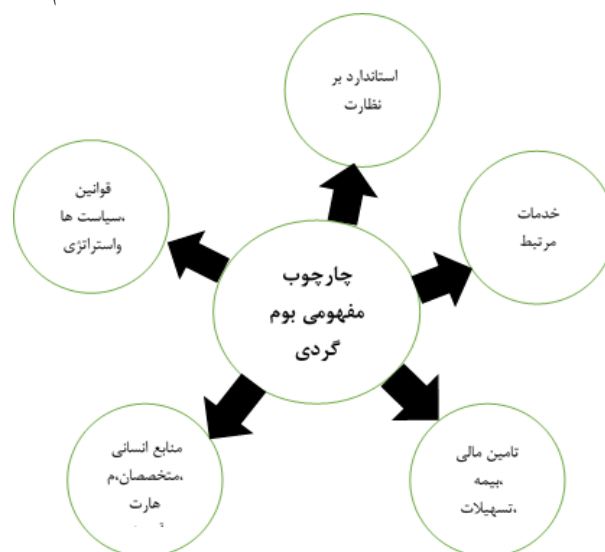 استاندارد بر
نظارت
خدمات
مرتبط
قوانین
،سیاست ها
واستراتژی
چارچوب
مفهومی بوم
گردی
تامین مالی
،بیمه
،تسهیلات
منابع انسانی
،متخصصان،م
هارت